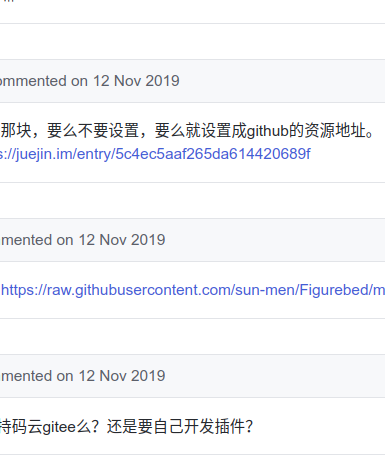 ommented on 12 Nov 2019
那块，要么不要设置，要么就设置成github的资源地址。
s://juejin.im/entry/5c4ec5aaf265da614420689f
mented on 12 Nov 2019
https://raw.githubusercontent.com/sun-men/Figurebed/m
mented on 12 Nov 2019
持码云gitee么？还是要自己开发插件？